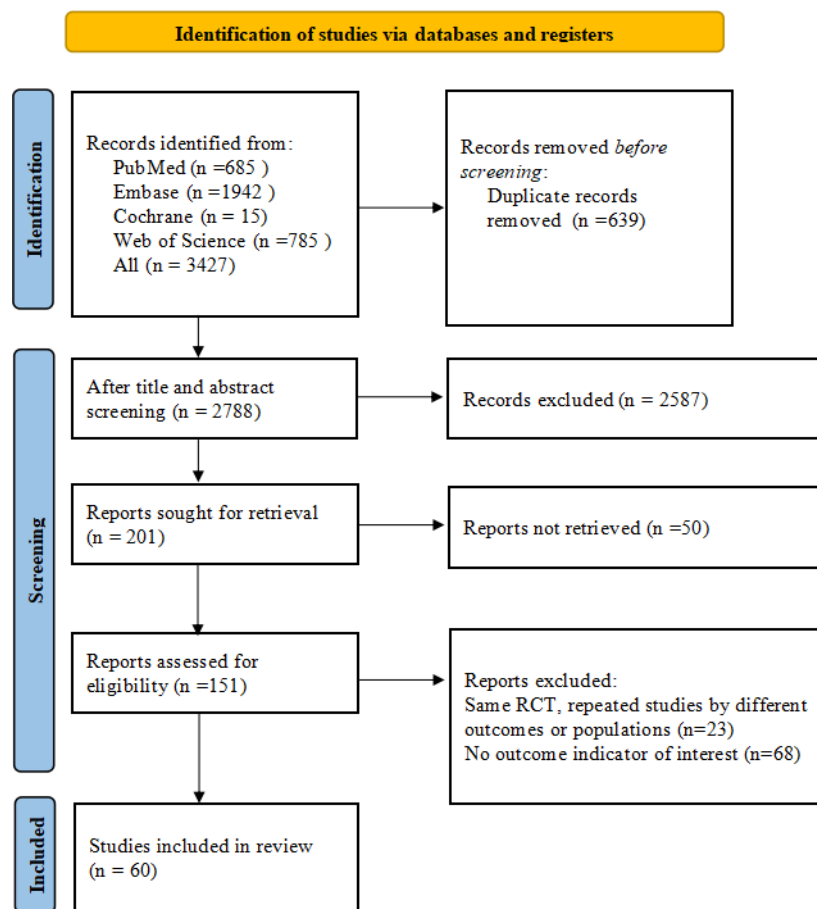 Identification of studies via databases and registers
Identification
Records identified from:
PubMed (n =685 )
Embase (n =1942 )
Cochrane (n = 15)
Web of Science (n =785 )
All (n = 3427)
Records removed before
screening:
Duplicate records
removed (n =639)
Screening
After title and abstract
screening (n = 2788)
Records excluded (n = 2587)
Reports sought for retrieval
(n = 201)
Reports not retrieved (n =50)
Reports assessed for
eligibility (n =151)
Reports excluded:
Same RCT, repeated studies by different
outcomes or populations (n=23)
No outcome indicator of interest (n=68)
Included
Studies included in review
(n = 60)